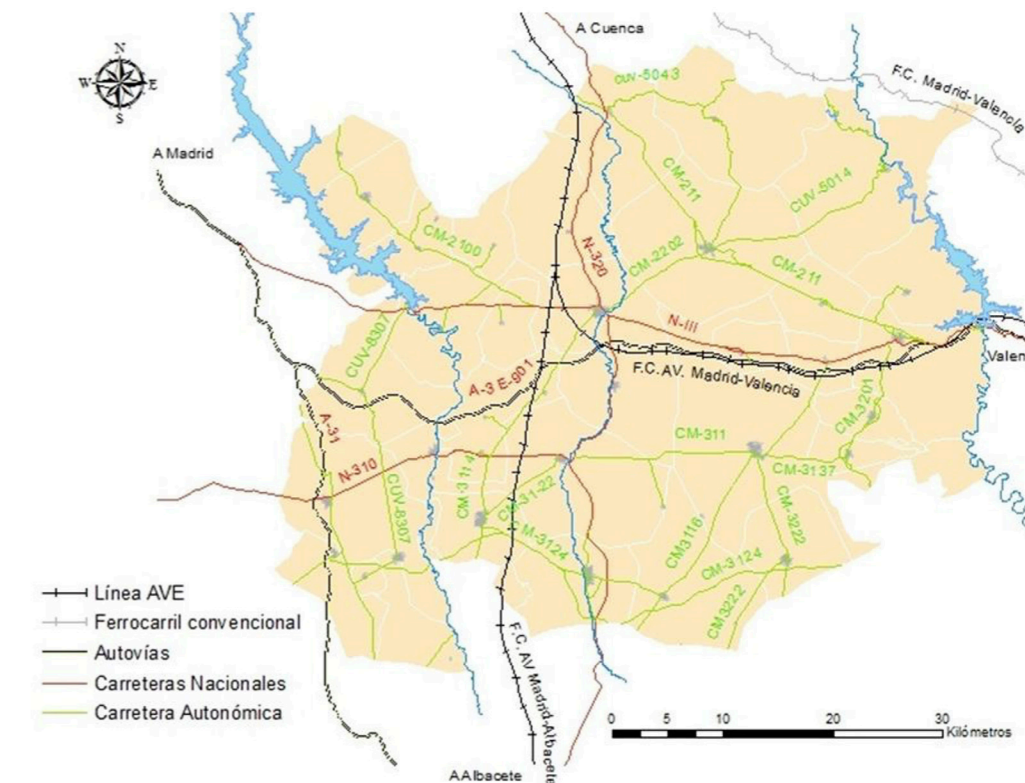 A Cuenca
N
W E
S
cuv-5043
F.C. Madrid-Valencia
A Madrid
CM-211
CUV-5014
CM-2100
N-320
CM-2202
CM-211
N-III
CUV-8307
Valen
F.C. AV. Madrid-Valencia
A-3 E-901
CM-3201
A-31
CM-311
N-310
CM-3137
CM-3114
CM-31-22
CUV-8307
CM-3222
CM-3124
CM3116
CM-3124
CM3222
Línea AVE
Ferrocarril convencional
Autovías
Carreteras Nacionales
Carretera Autonómica
F.C. AV Madrid-Albacete
0 5 10 20 30
Kilómetros
A Albacete